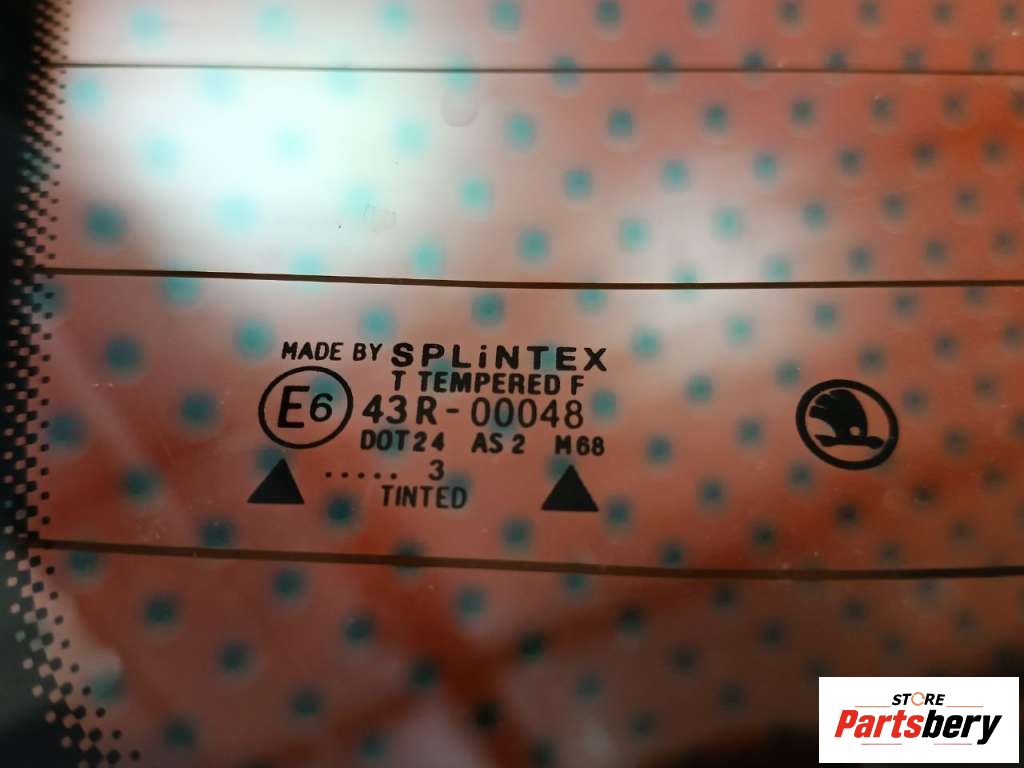 MADE BY SPLiNTEX
T TEMPERED F
E6 43R-00048
DOT24 AS2 M68
..... 3
TINTED
STORE
Partsbery